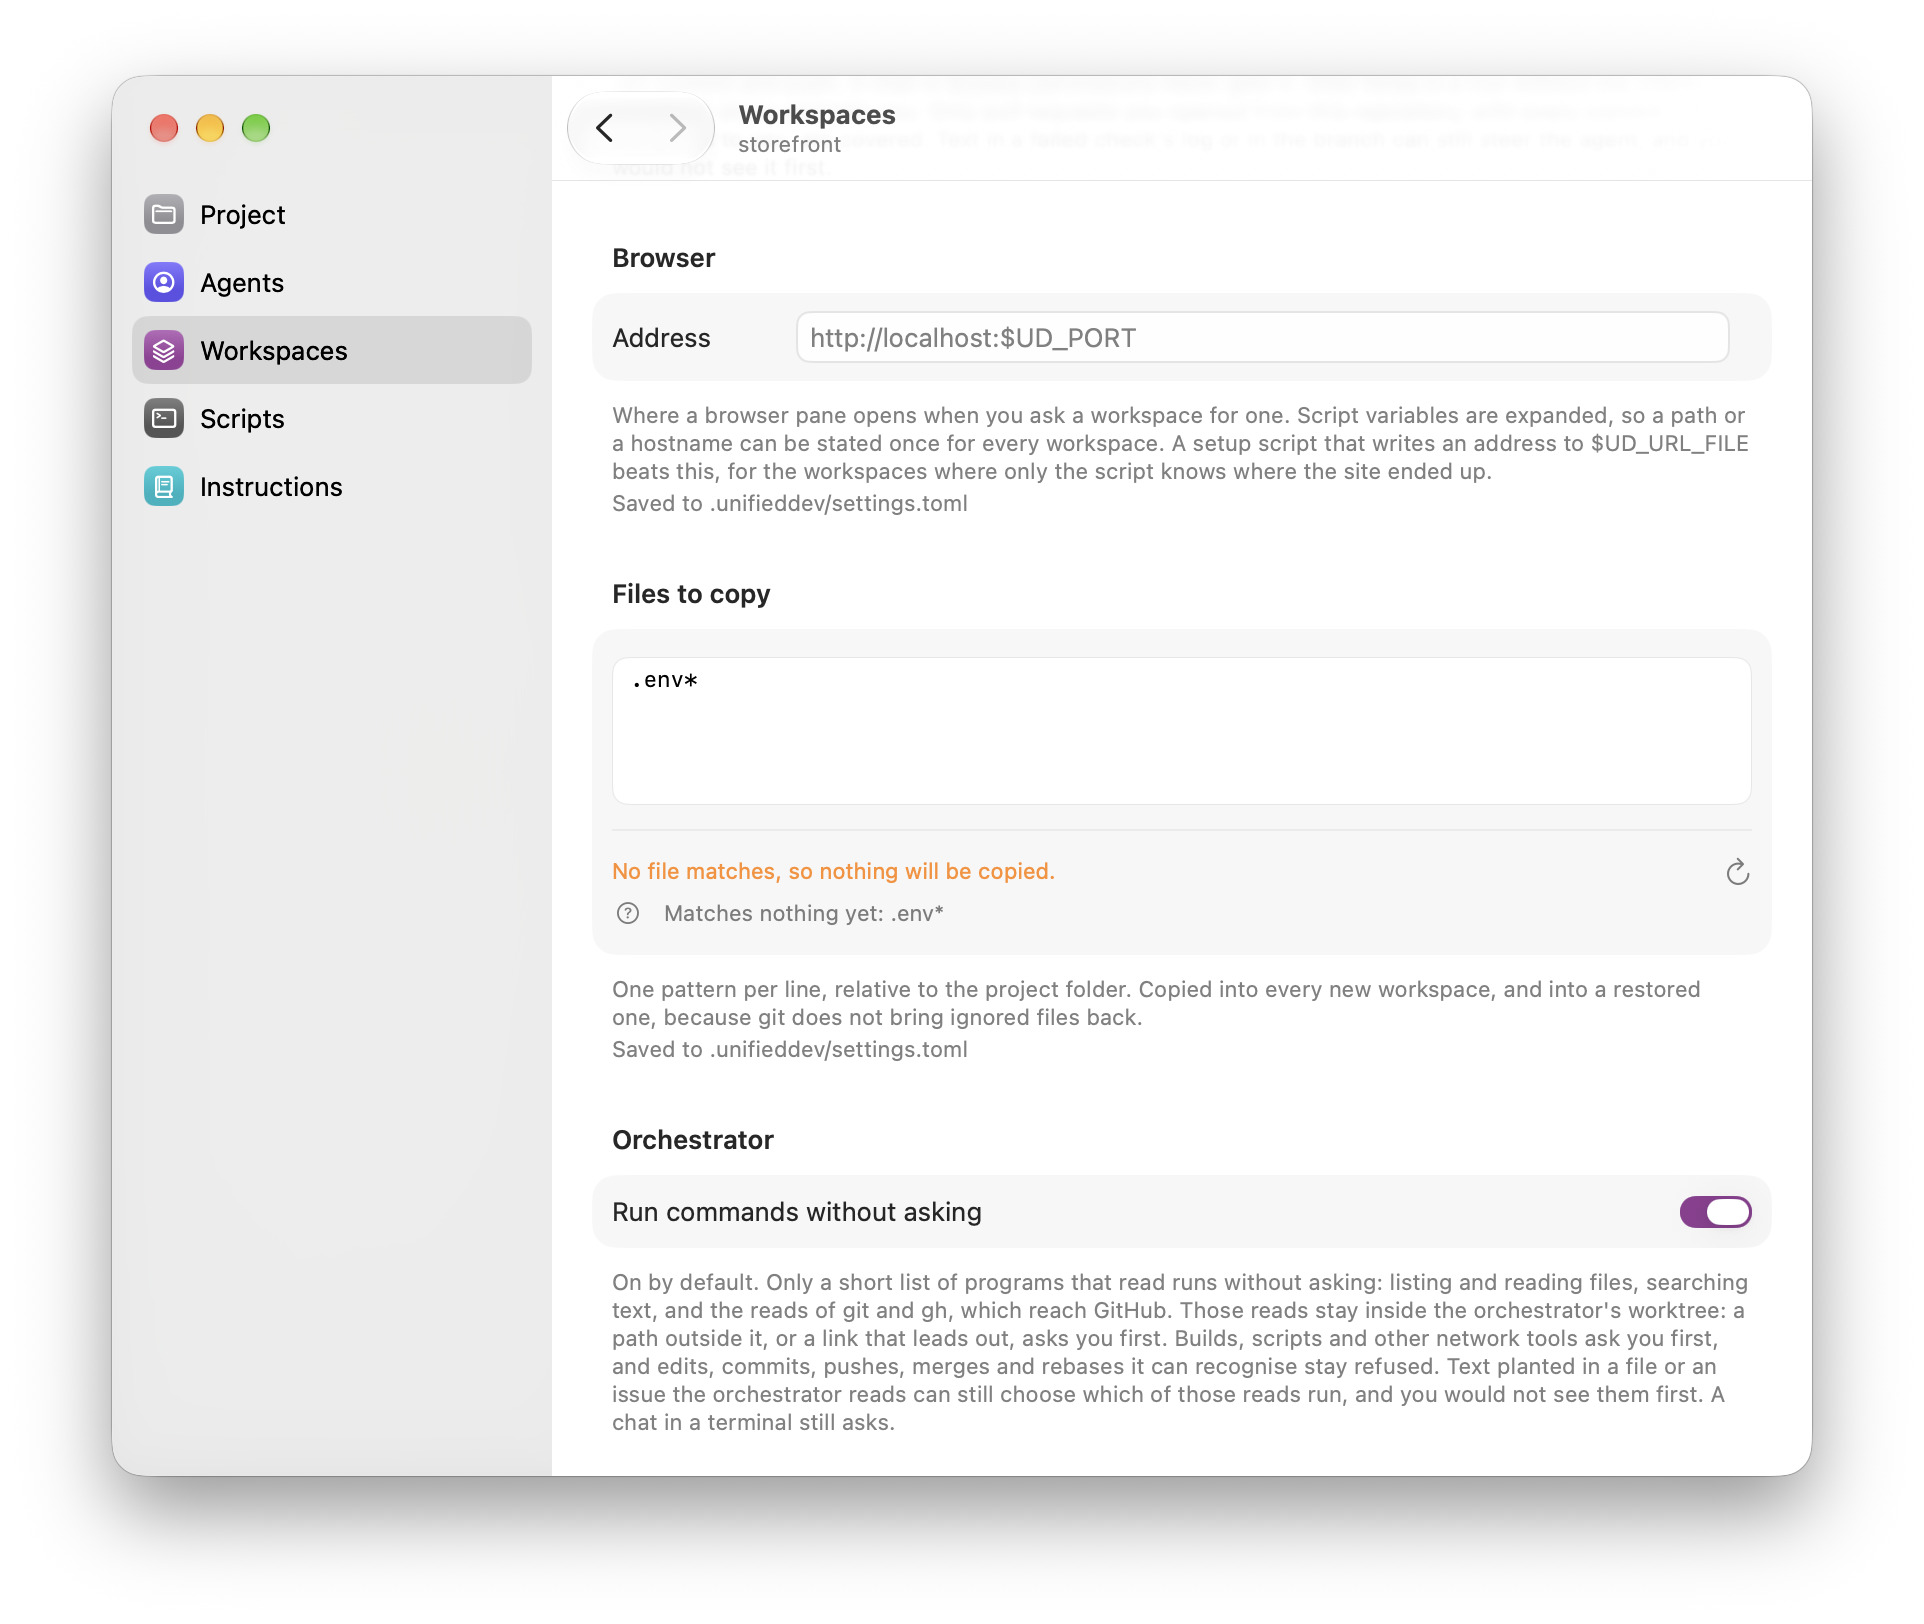 Workspaces
storefront
would not see it first.
Project
Agents
Workspaces
Scripts
Instructions
Browser
Address
http://localhost:$UD_PORT
Where a browser pane opens when you ask a workspace for one. Script variables are expanded, so a path or
a hostname can be stated once for every workspace. A setup script that writes an address to $UD_URL_FILE
beats this, for the workspaces where only the script knows where the site ended up.
Saved to .unifieddev/settings.toml
Files to copy
.env*
No file matches, so nothing will be copied.
Matches nothing yet: .env*
One pattern per line, relative to the project folder. Copied into every new workspace, and into a restored
one, because git does not bring ignored files back.
Saved to .unifieddev/settings.toml
Orchestrator
Run commands without asking
On by default. Only a short list of programs that read runs without asking: listing and reading files, searching
text, and the reads of git and gh, which reach GitHub. Those reads stay inside the orchestrator's worktree: a
path outside it, or a link that leads out, asks you first. Builds, scripts and other network tools ask you first,
and edits, commits, pushes, merges and rebases it can recognise stay refused. Text planted in a file or an
issue the orchestrator reads can still choose which of those reads run, and you would not see them first. A
chat in a terminal still asks.